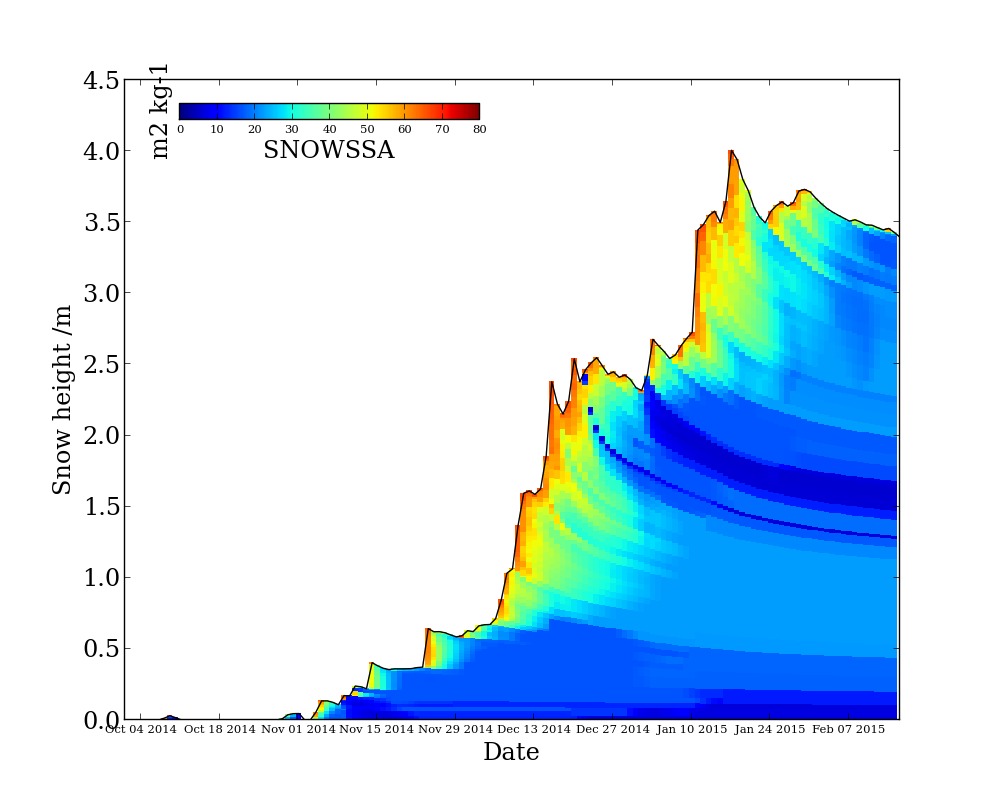 4.5
m2 kg-1
0 10 20 30 40 50 60 70 80
SNOWSSA
4.0
3.5
3.0
2.5
2.0
1.5
1.0
0.5
0.0
Snow height /m
Oct 04 2014 Oct 18 2014 Nov 01 2014 Nov 15 2014 Nov 29 2014 Dec 13 2014 Dec 27 2014 Jan 10 2015 Jan 24 2015 Feb 07 2015
Date